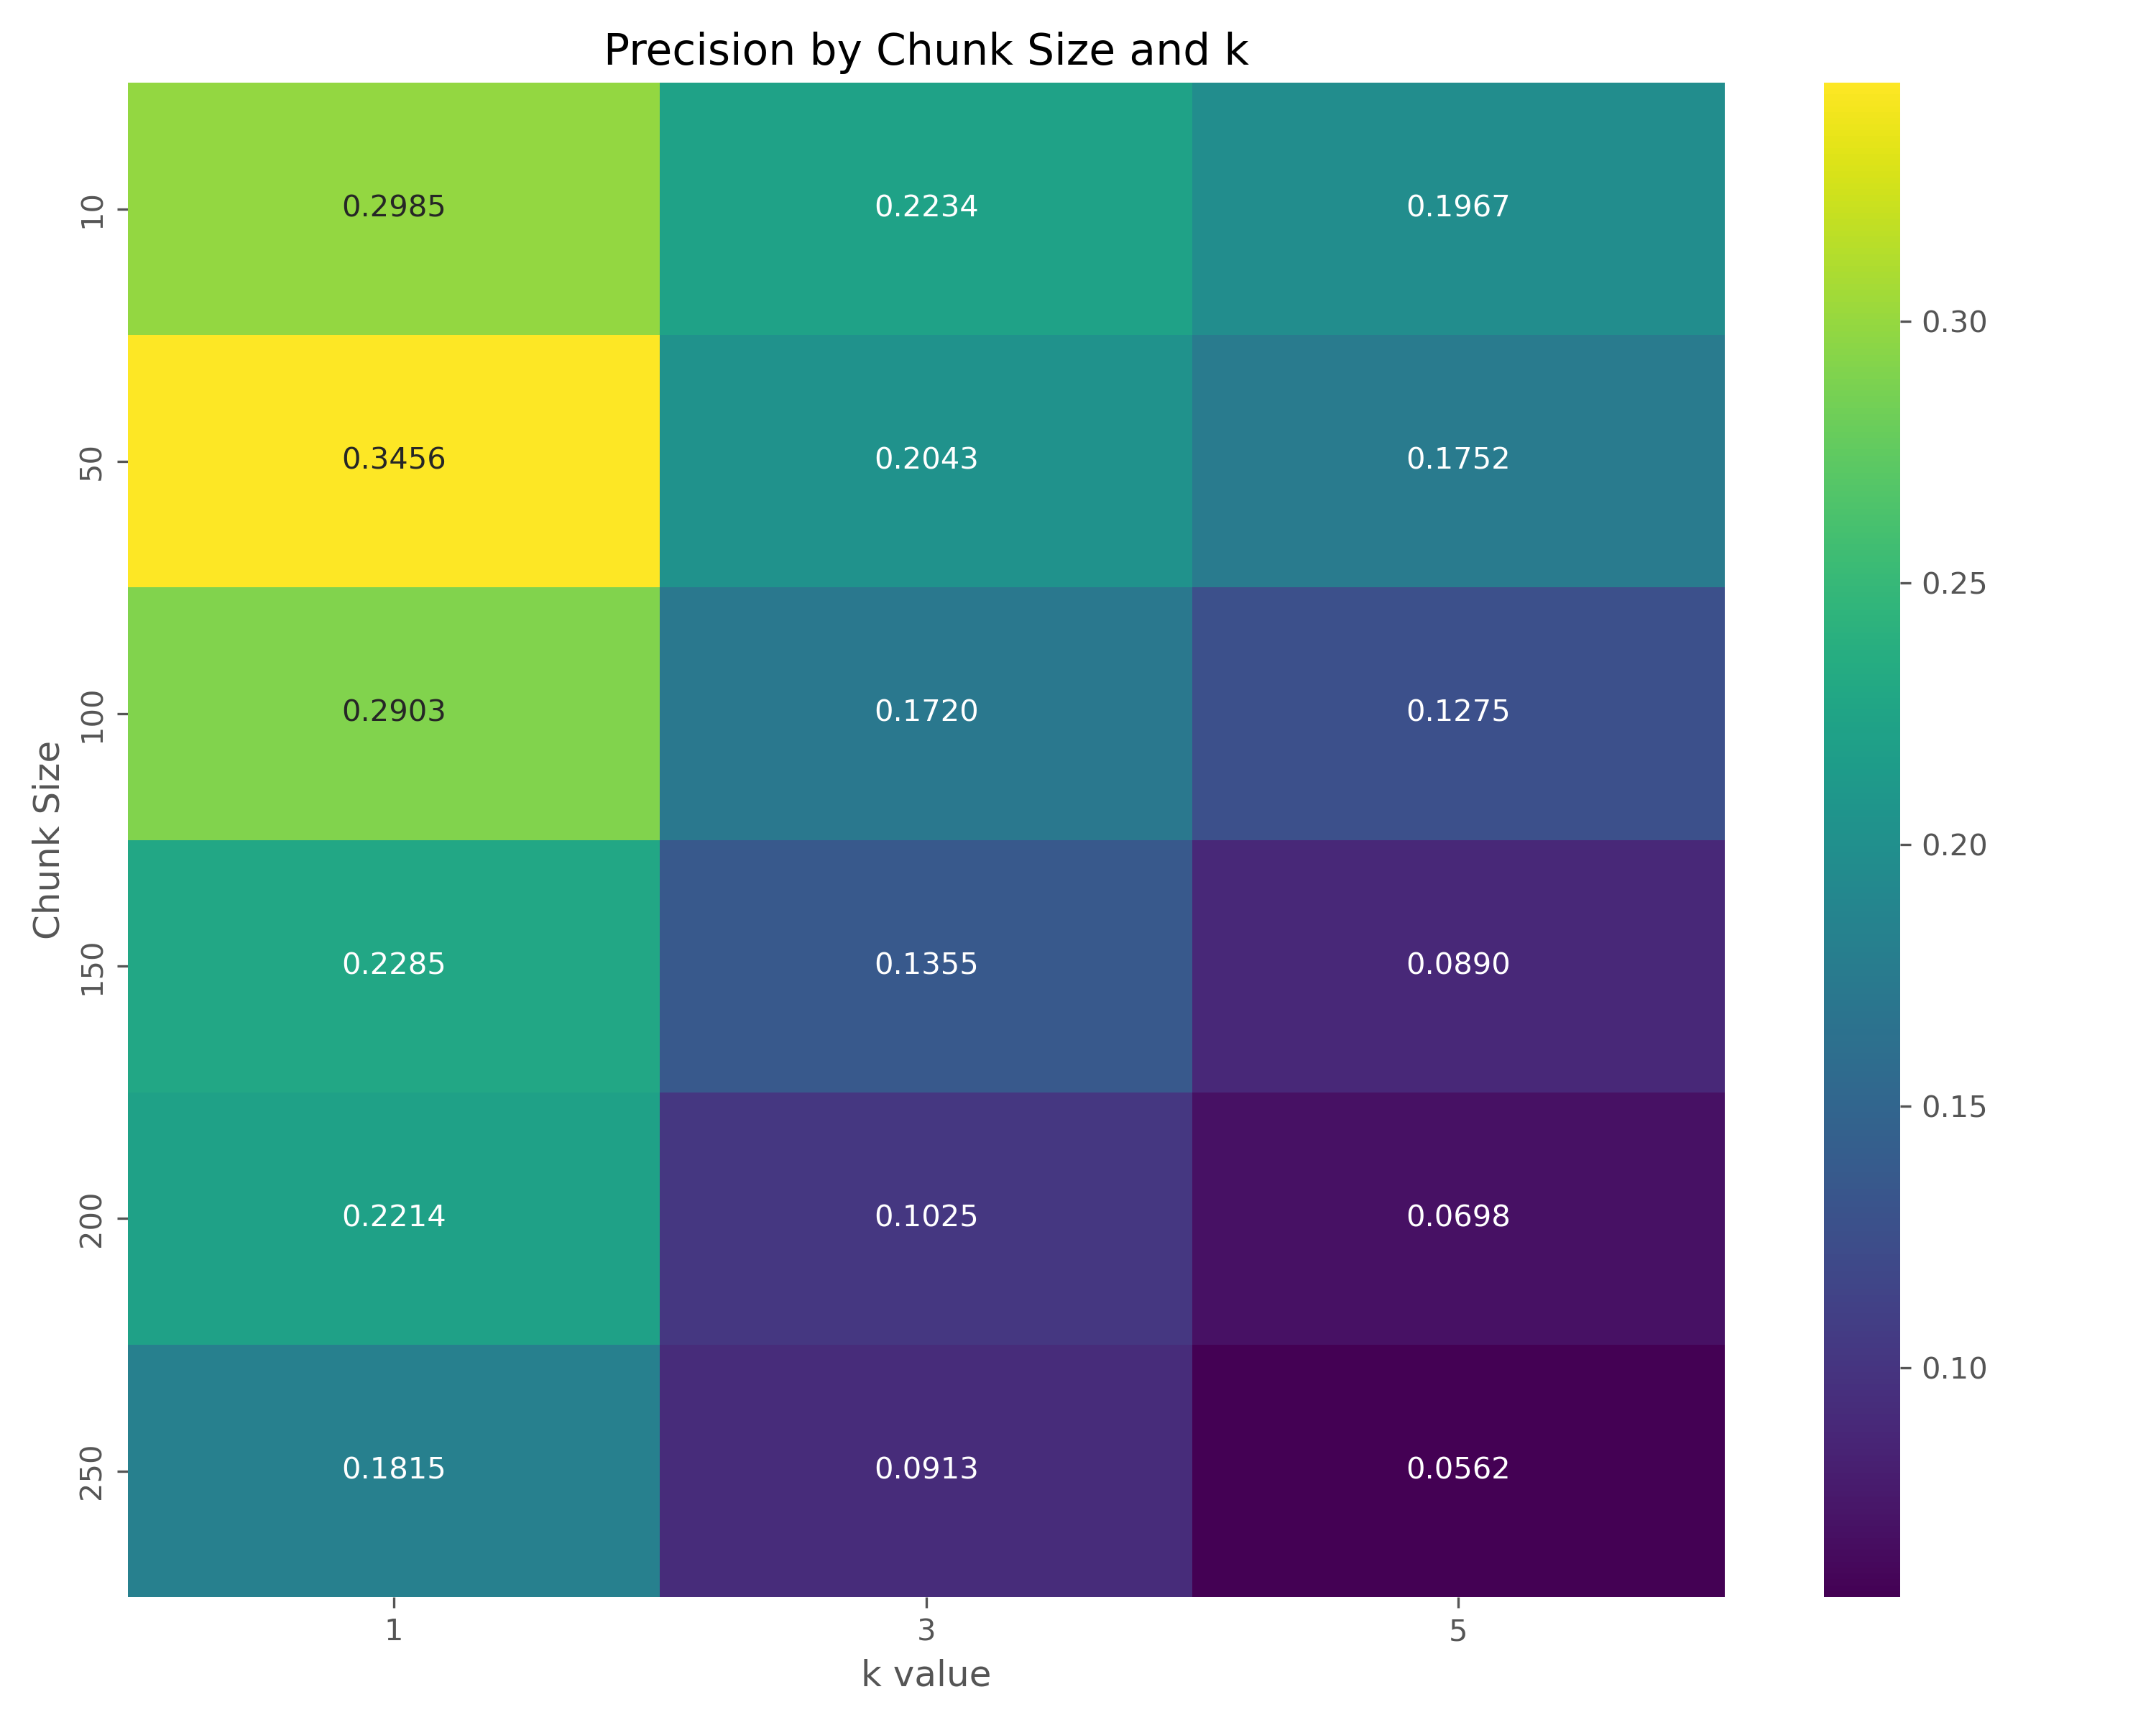 Precision by Chunk Size and k
10 0.2985 0.2234 0.1967
50 0.3456 0.2043 0.1752
100 0.2903 0.1720 0.1275
150 0.2285 0.1355 0.0890
200 0.2214 0.1025 0.0698
250 0.1815 0.0913 0.0562
Chunk Size
1 3 5
k value
0.30
0.25
0.20
0.15
0.10